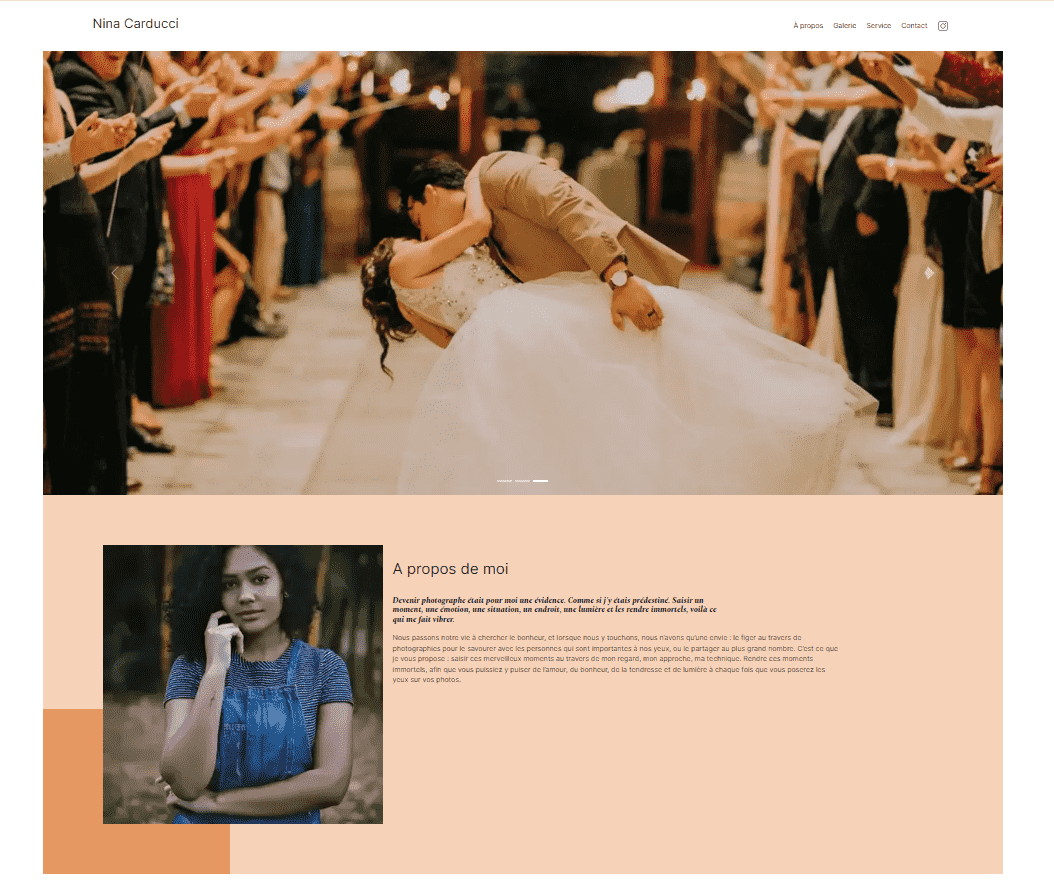 Nina Carducci
À propos Galerie Service Contact
A propos de moi
Devenir photographe était pour moi une évidence. Comme si j'y étais prédestiné. Saisir un
moment, une émotion, une situation, un endroit, une lumière et les rendre immortels, voilà ce
qui me fait vibrer.
Nous passons notre vie à chercher le bonheur, et lorsque nous y touchons, nous n'avons qu'une envie : le figer au travers de
photographies pour le savourer avec les personnes qui sont importantes à nos yeux, ou le partager au plus grand nombre. C'est ce que
je vous propose : saisir ces merveilleux moments au travers de mon regard, mon approche, ma technique. Rendre ces moments
immortels, afin que vous puissiez y puiser de l'amour, du bonheur, de la tendresse et de lumière à chaque fois que vous poserez les
yeux sur vos photos.